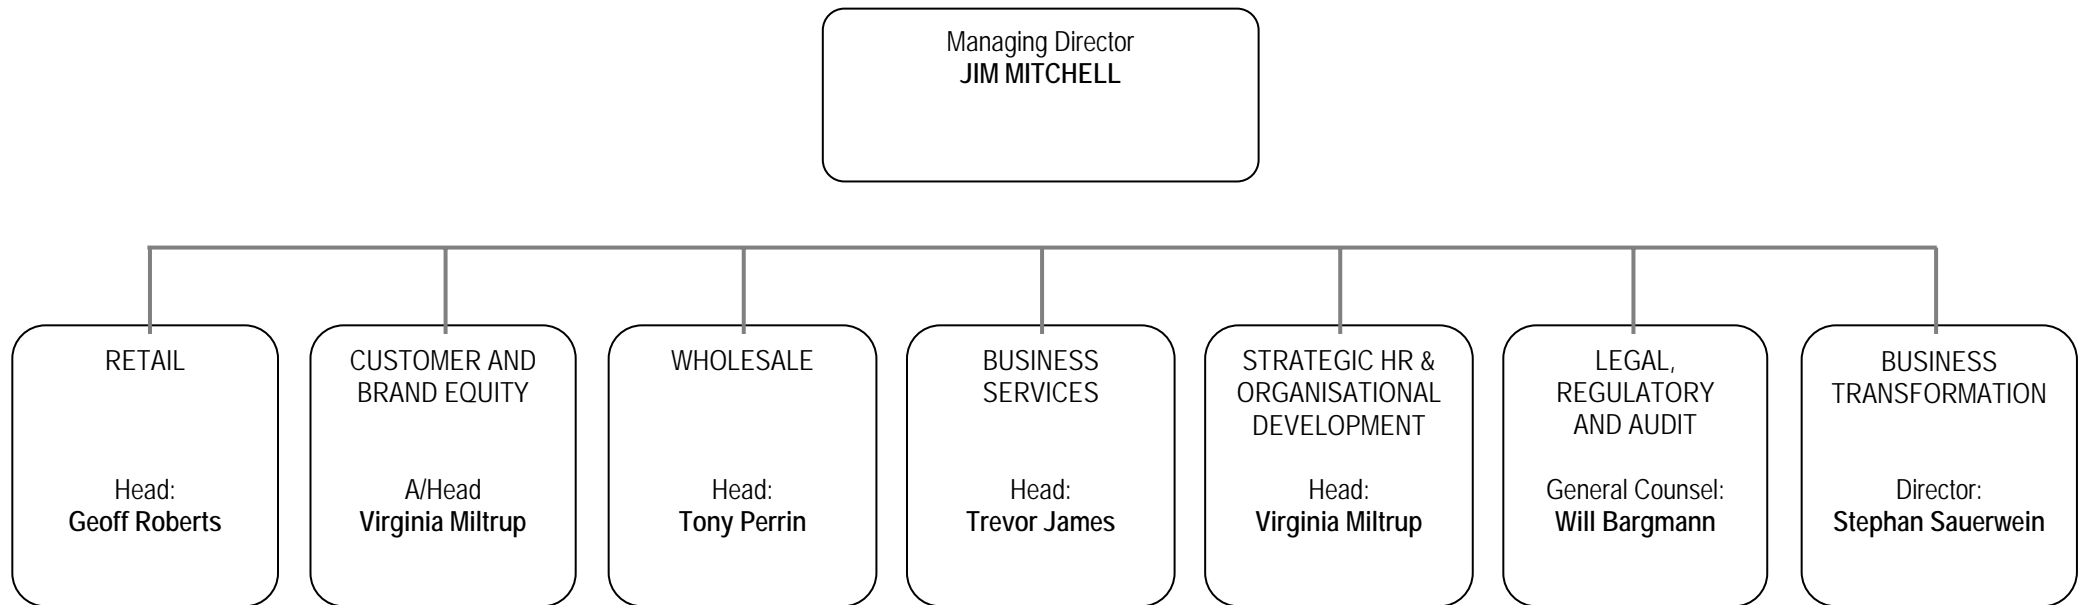 Managing Director
JIM MITCHELL
RETAIL
Head:
Geoff Roberts
CUSTOMER AND
BRAND EQUITY
A/Head
Virginia Miltrup
WHOLESALE
Head:
Tony Perrin
BUSINESS
SERVICES
Head:
Trevor James
STRATEGIC HR &
ORGANISATIONAL
DEVELOPMENT
Head:
Virginia Miltrup
LEGAL,
REGULATORY
AND AUDIT
General Counsel:
Will Bargmann
BUSINESS
TRANSFORMATION
Director:
Stephan Sauerwein